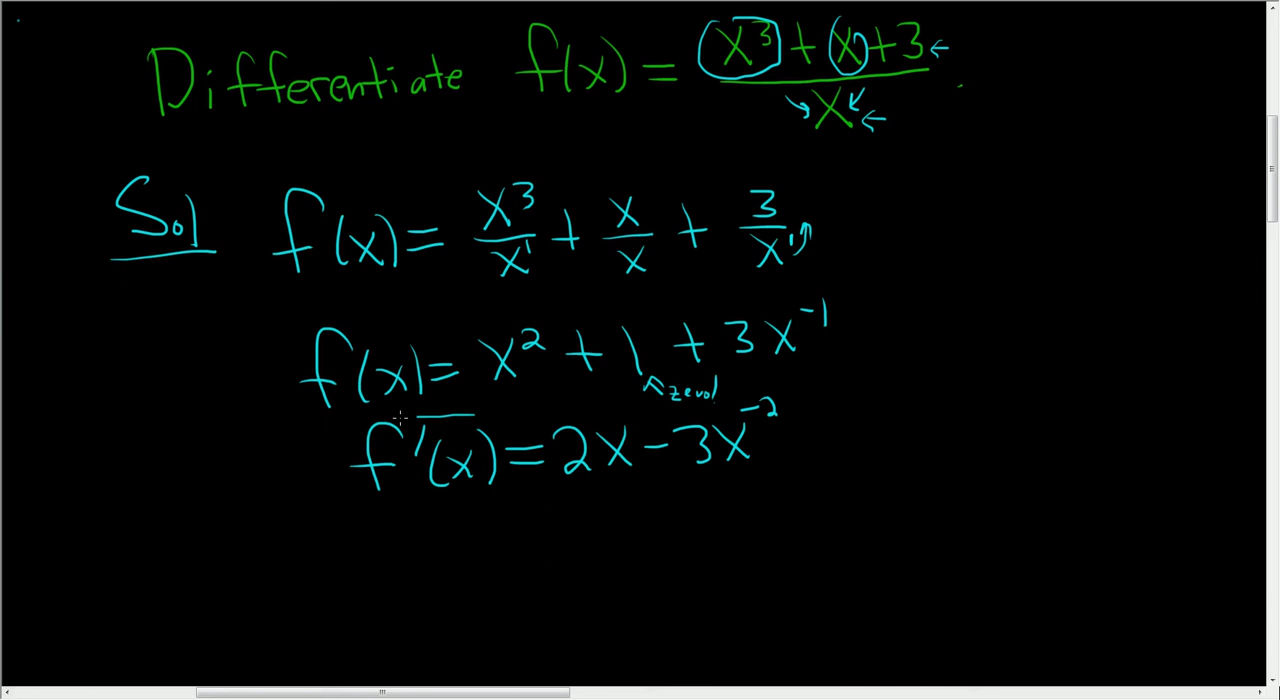 Differentiate f(x) = (x³ + x + 3)/x.
Sol f(x) = x³/x¹ + x/x + 3/x¹
f(x) = x² + 1 + 3x⁻¹
zero!
f'(x) = 2x - 3x⁻²